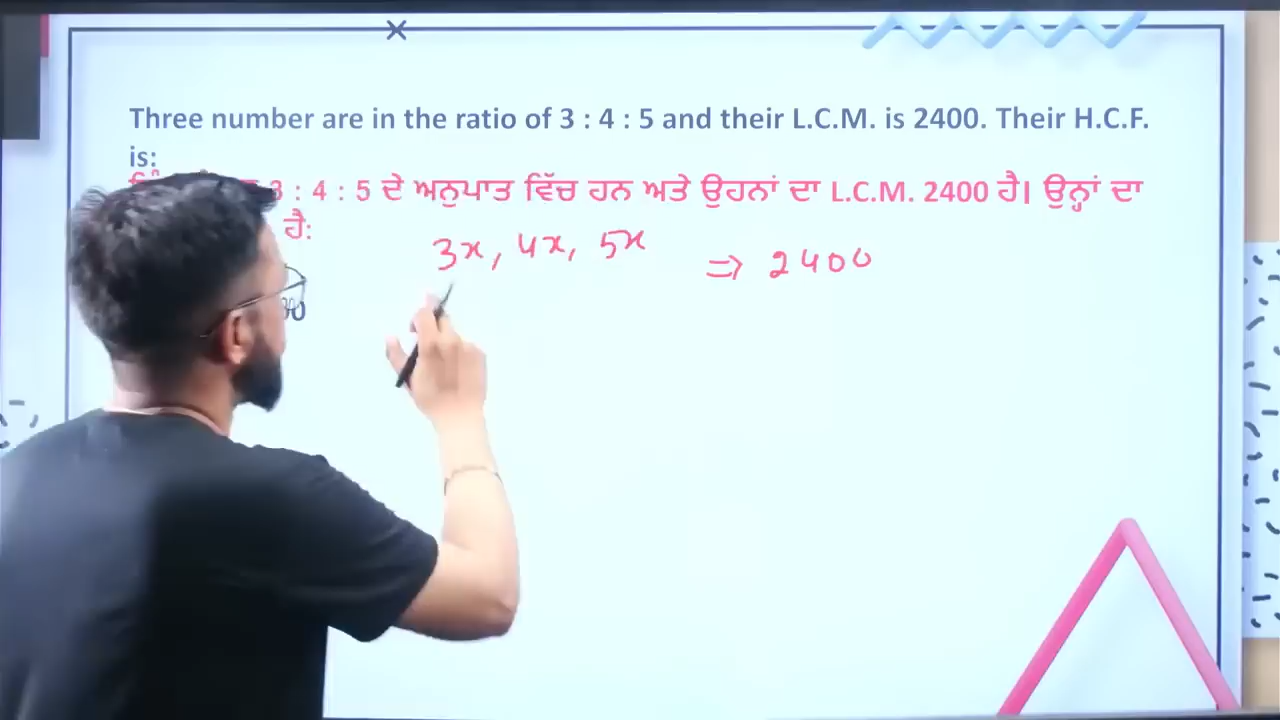 Three number are in the ratio of 3 : 4 : 5 and their L.C.M. is 2400. Their H.C.F.
is:
3 : 4 : 5 ਦੇ ਅਨੁਪਾਤ ਵਿੱਚ ਹਨ ਅਤੇ ਉਹਨਾਂ ਦਾ L.C.M. 2400 ਹੈ। ਉਨ੍ਹਾਂ ਦਾ
ਹੈ:
3x, 4x, 5x ⇒ 2400